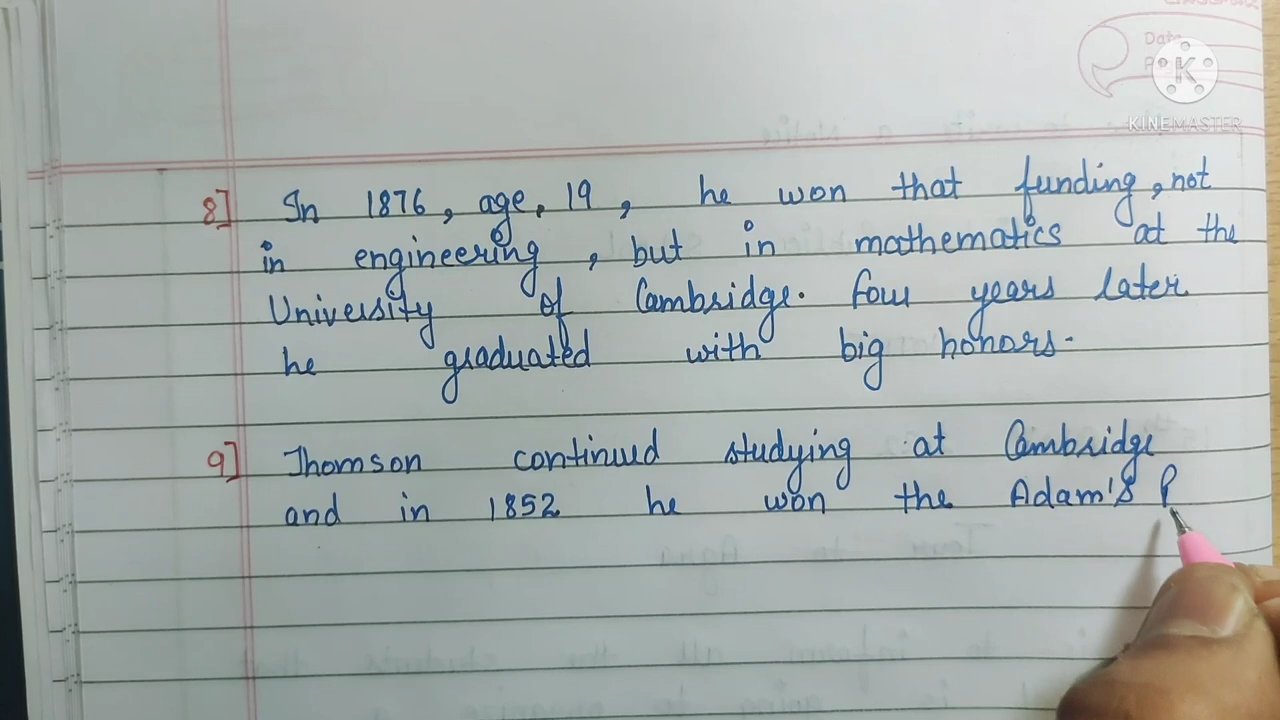 Date
KINEMASTER
8] In 1876, age, 19, he won that funding, not
in engineering, but in mathematics at the
University of Cambridge. four years later
he graduated with big honors.
9] Thomson continued studying at Cambridge
and in 1852 he won the Adam's P